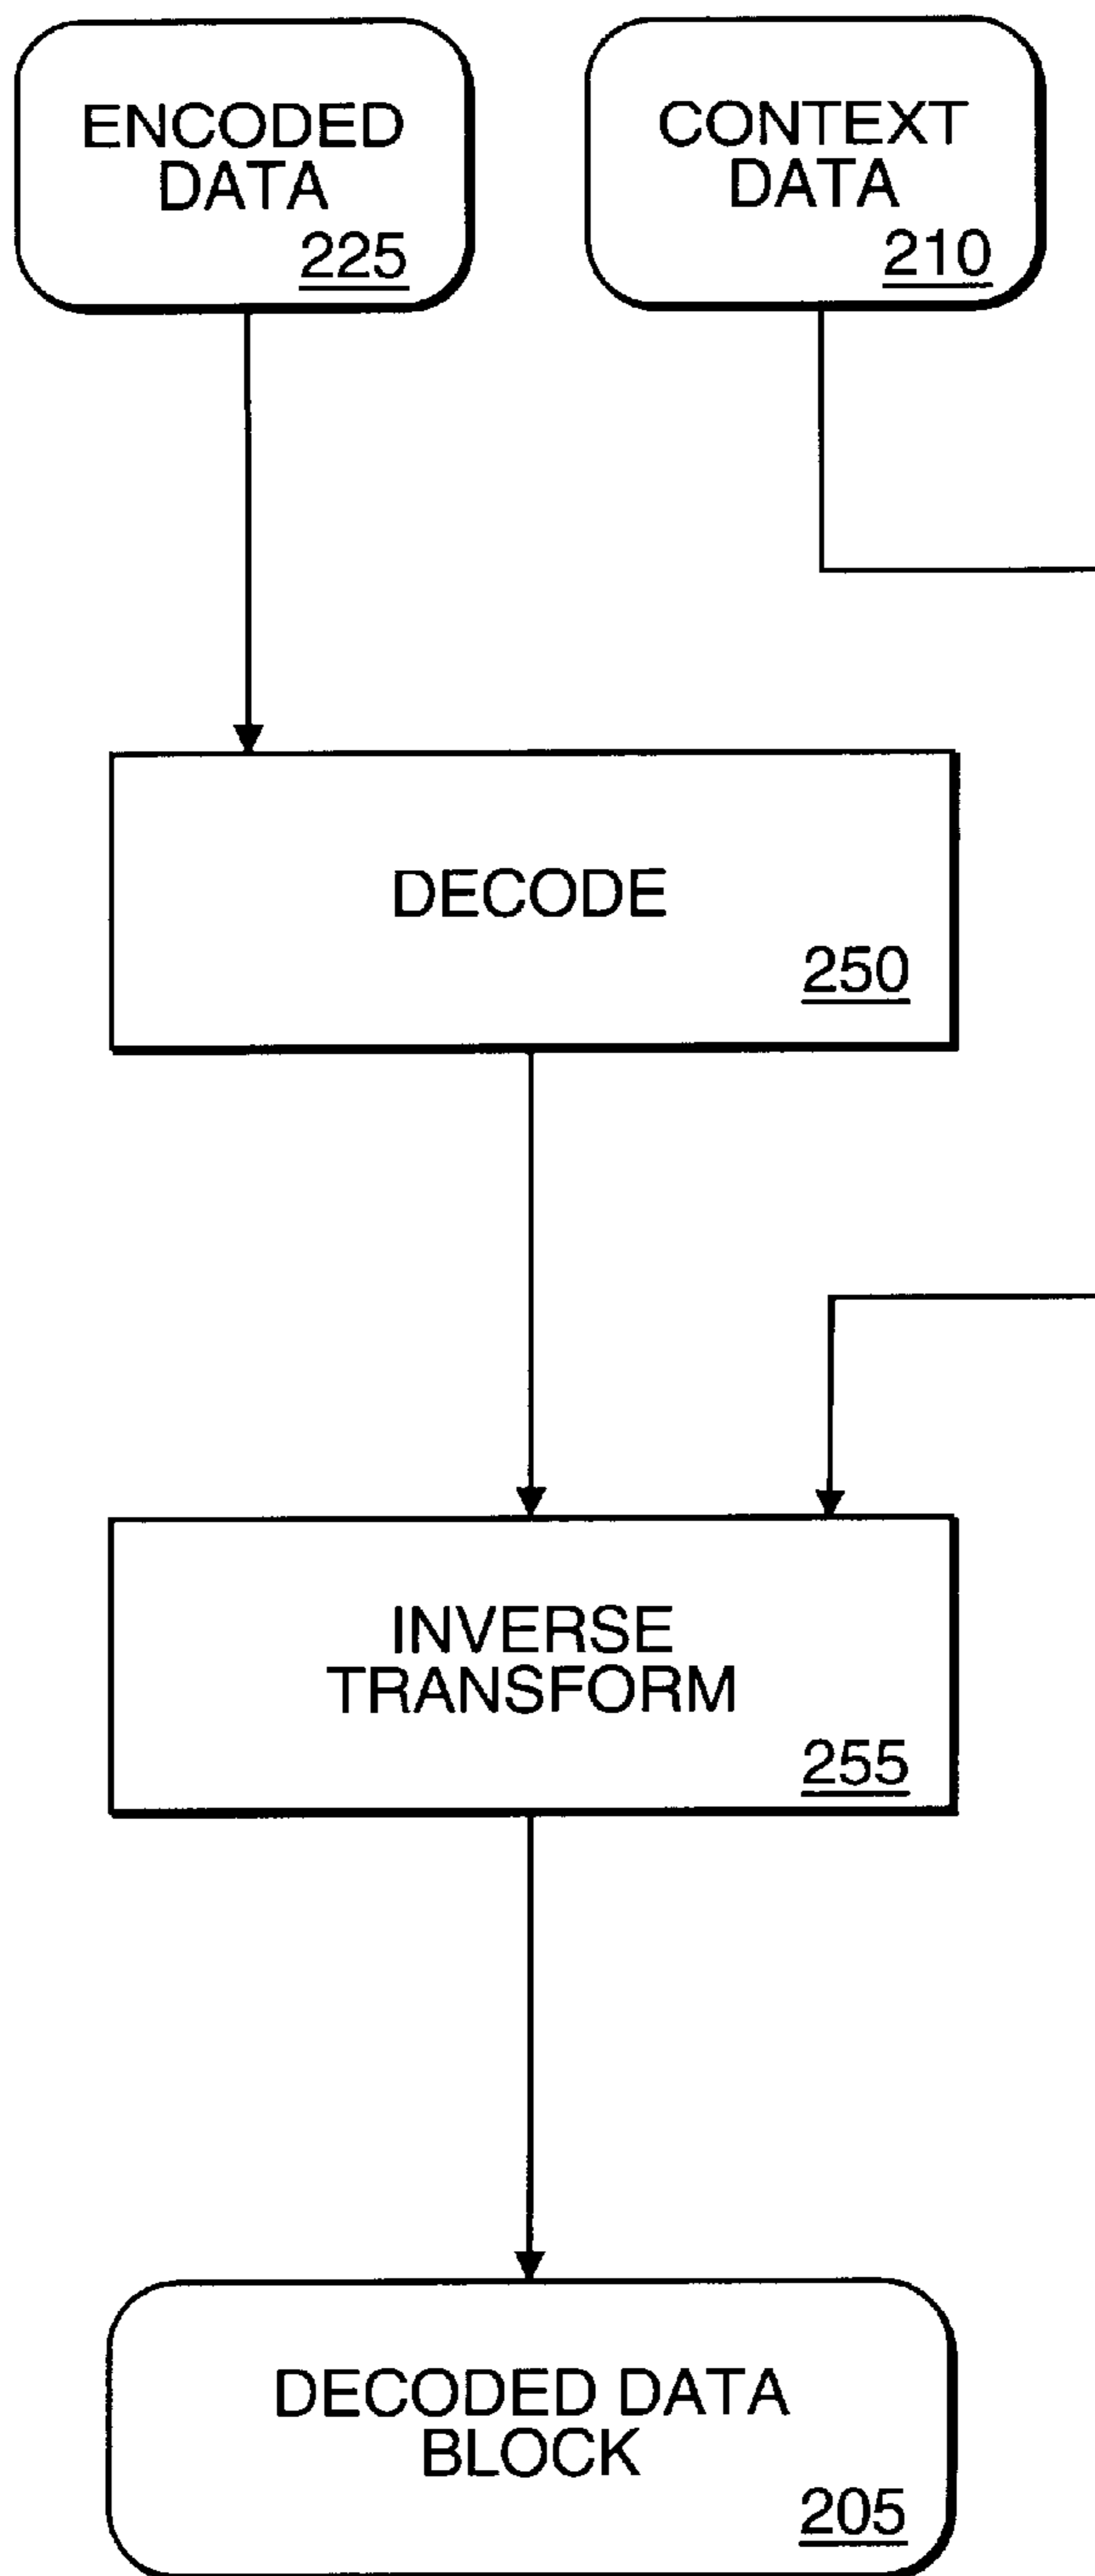 ENCODED
DATA
225
CONTEXT
DATA
210
DECODE
250
INVERSE
TRANSFORM
255
DECODED DATA
BLOCK
205